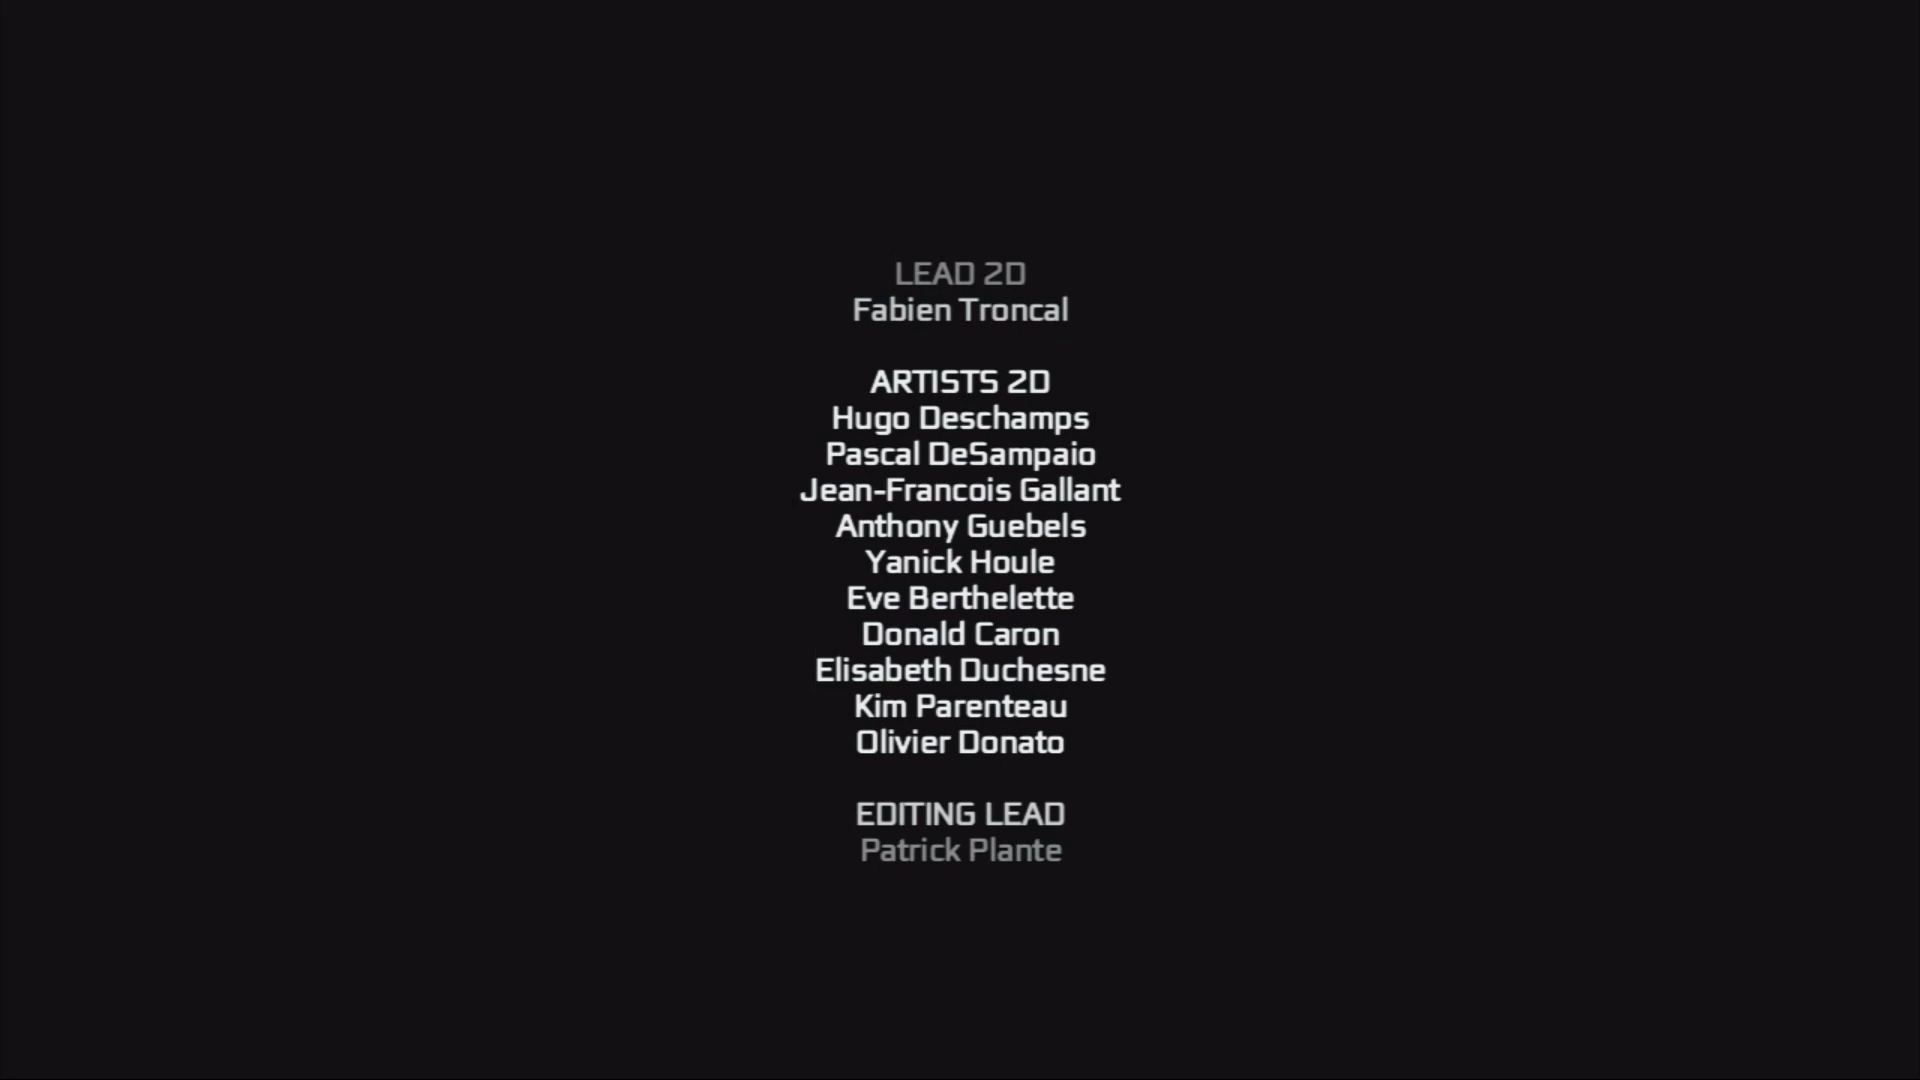 LEAD 2D
Fabien Troncal
ARTISTS 2D
Hugo Deschamps
Pascal DeSampaio
Jean-Francois Gallant
Anthony Guebels
Yanick Houle
Eve Berthelette
Donald Caron
Elisabeth Duchesne
Kim Parenteau
Olivier Donato
EDITING LEAD
Patrick Plante